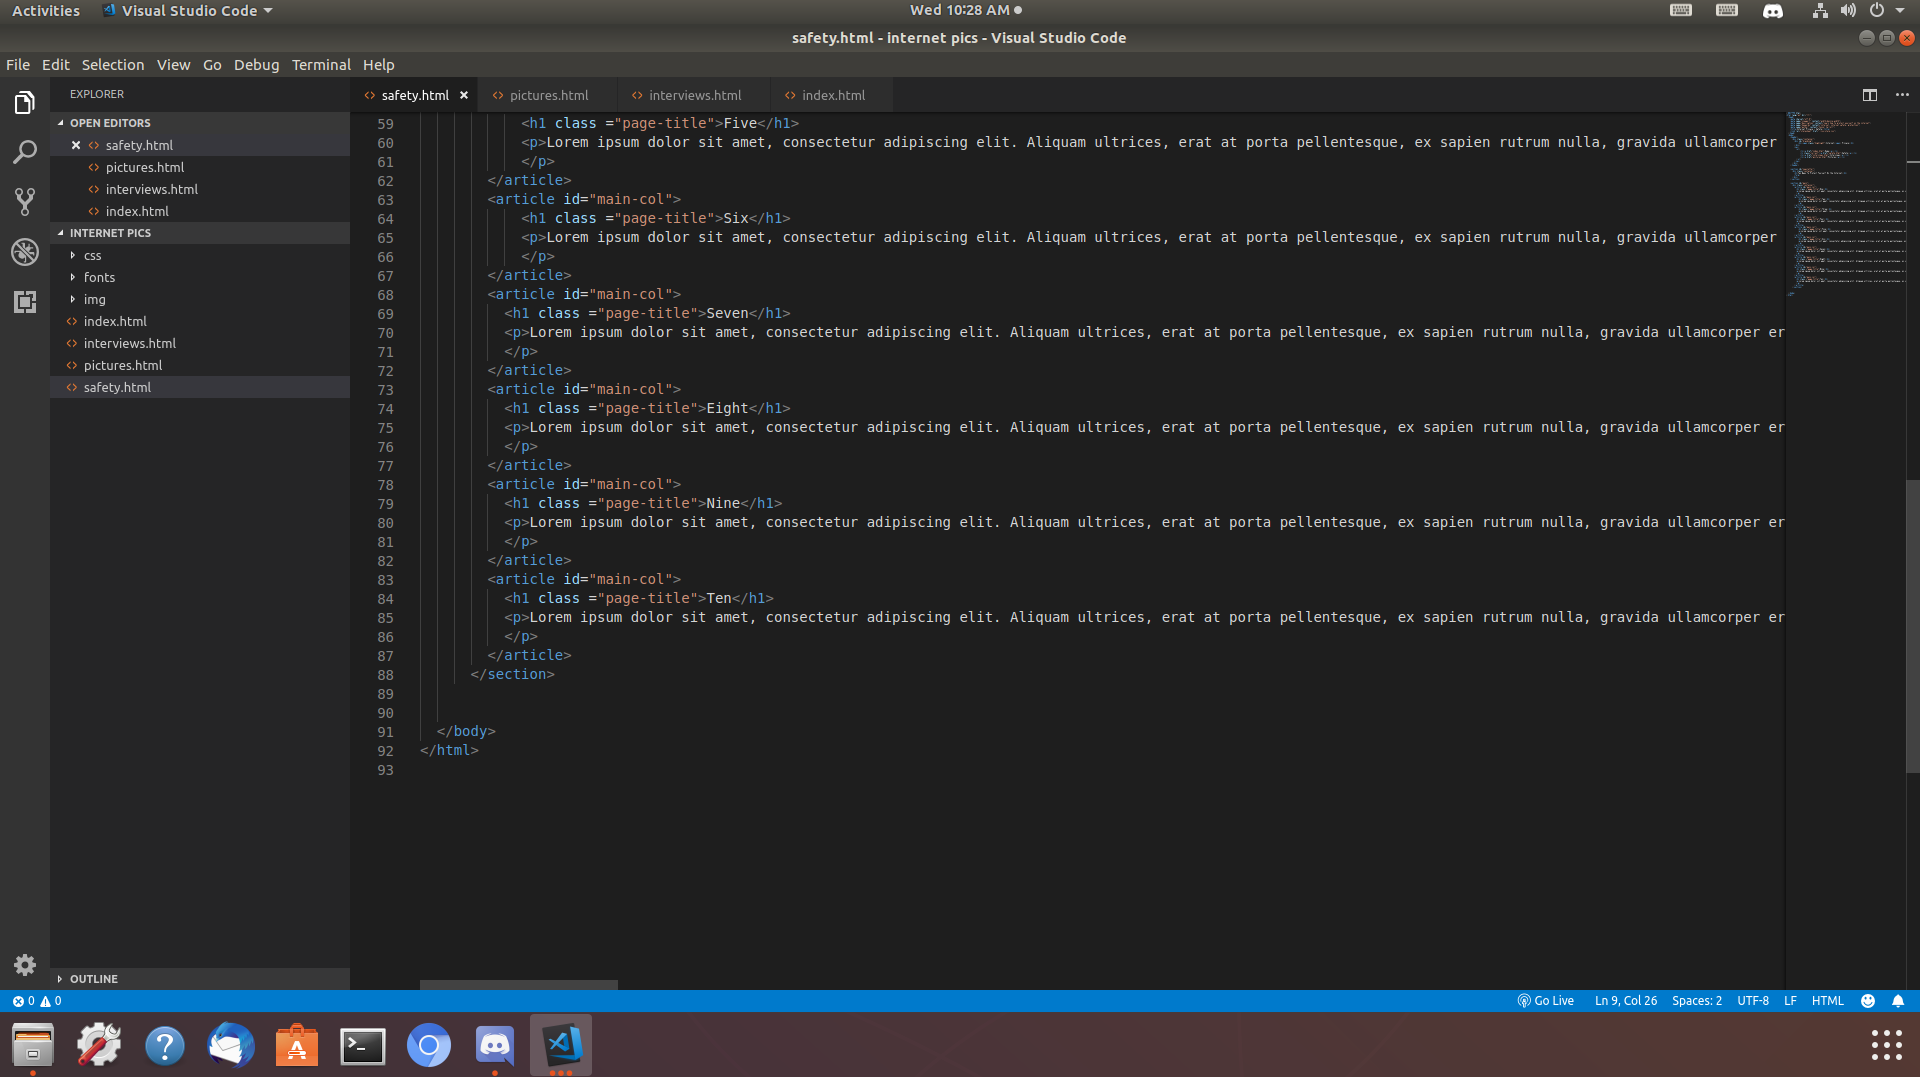 Activities Visual Studio Code Wed 10:28 AM
safety.html - internet pics - Visual Studio Code
File Edit Selection View Go Debug Terminal Help
EXPLORER
OPEN EDITORS
safety.html
pictures.html
interviews.html
index.html
INTERNET PICS
css
fonts
img
index.html
interviews.html
pictures.html
safety.html
OUTLINE
safety.html pictures.html interviews.html index.html
59 <h1 class ="page-title">Five</h1>
60 <p>Lorem ipsum dolor sit amet, consectetur adipiscing elit. Aliquam ultrices, erat at porta pellentesque, ex sapien rutrum nulla, gravida ullamcorper
61 </p>
62 </article>
63 <article id="main-col">
64 <h1 class ="page-title">Six</h1>
65 <p>Lorem ipsum dolor sit amet, consectetur adipiscing elit. Aliquam ultrices, erat at porta pellentesque, ex sapien rutrum nulla, gravida ullamcorper
66 </p>
67 </article>
68 <article id="main-col">
69 <h1 class ="page-title">Seven</h1>
70 <p>Lorem ipsum dolor sit amet, consectetur adipiscing elit. Aliquam ultrices, erat at porta pellentesque, ex sapien rutrum nulla, gravida ullamcorper er
71 </p>
72 </article>
73 <article id="main-col">
74 <h1 class ="page-title">Eight</h1>
75 <p>Lorem ipsum dolor sit amet, consectetur adipiscing elit. Aliquam ultrices, erat at porta pellentesque, ex sapien rutrum nulla, gravida ullamcorper er
76 </p>
77 </article>
78 <article id="main-col">
79 <h1 class ="page-title">Nine</h1>
80 <p>Lorem ipsum dolor sit amet, consectetur adipiscing elit. Aliquam ultrices, erat at porta pellentesque, ex sapien rutrum nulla, gravida ullamcorper er
81 </p>
82 </article>
83 <article id="main-col">
84 <h1 class ="page-title">Ten</h1>
85 <p>Lorem ipsum dolor sit amet, consectetur adipiscing elit. Aliquam ultrices, erat at porta pellentesque, ex sapien rutrum nulla, gravida ullamcorper er
86 </p>
87 </article>
88 </section>
89
90
91 </body>
92 </html>
93
0 0 Go Live Ln 9, Col 26 Spaces: 2 UTF-8 LF HTML